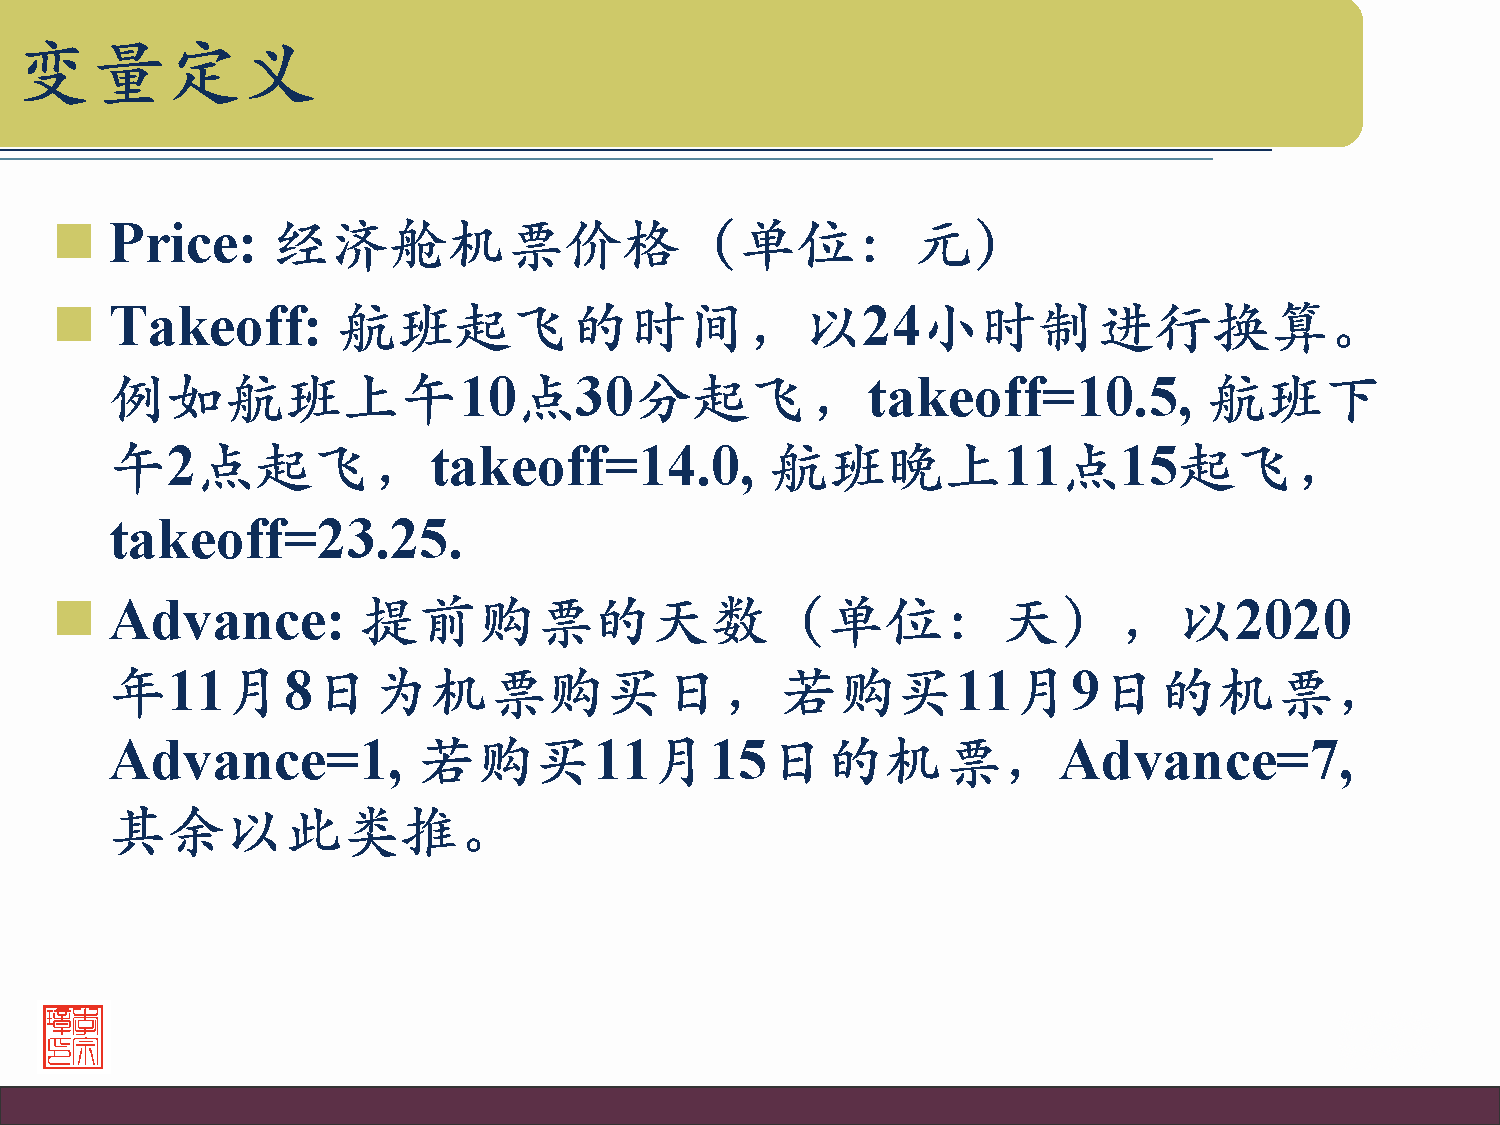 变量定义
Price: 经济舱机票价格（单位：元）
Takeoff: 航班起飞的时间，以24小时制进行换算。
例如航班上午10点30分起飞，takeoff=10.5, 航班下
午2点起飞，takeoff=14.0, 航班晚上11点15起飞，
takeoff=23.25.
Advance: 提前购票的天数（单位：天），以2020
年11月8日为机票购买日，若购买11月9日的机票，
Advance=1, 若购买11月15日的机票，Advance=7,
其余以此类推。
李宗
璋印